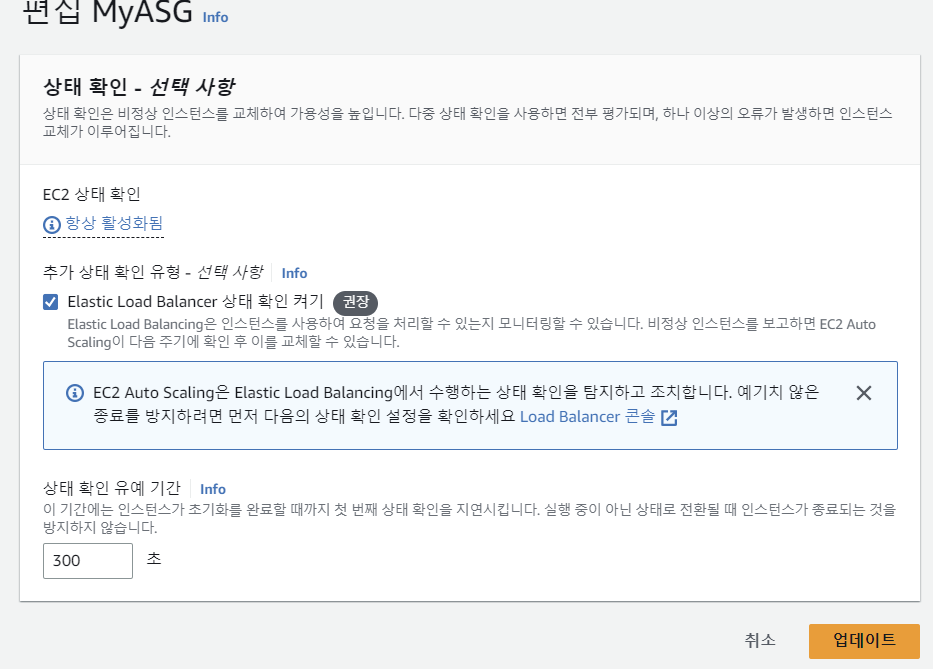 편집 MyASG Info
상태 확인 - 선택 사항
상태 확인은 비정상 인스턴스를 교체하여 가용성을 높입니다. 다중 상태 확인을 사용하면 전부 평가되며, 하나 이상의 오류가 발생하면 인스턴스
교체가 이루어집니다.
EC2 상태 확인
항상 활성화됨
추가 상태 확인 유형 - 선택 사항 Info
Elastic Load Balancer 상태 확인 켜기 권장
Elastic Load Balancing은 인스턴스를 사용하여 요청을 처리할 수 있는지 모니터링할 수 있습니다. 비정상 인스턴스를 보고하면 EC2 Auto
Scaling이 다음 주기에 확인 후 이를 교체할 수 있습니다.
EC2 Auto Scaling은 Elastic Load Balancing에서 수행하는 상태 확인을 탐지하고 조치합니다. 예기치 않은
종료를 방지하려면 먼저 다음의 상태 확인 설정을 확인하세요 Load Balancer 콘솔
상태 확인 유예 기간 Info
이 기간에는 인스턴스가 초기화를 완료할 때까지 첫 번째 상태 확인을 지연시킵니다. 실행 중이 아닌 상태로 전환될 때 인스턴스가 종료되는 것을
방지하지 않습니다.
300 초
취소 업데이트